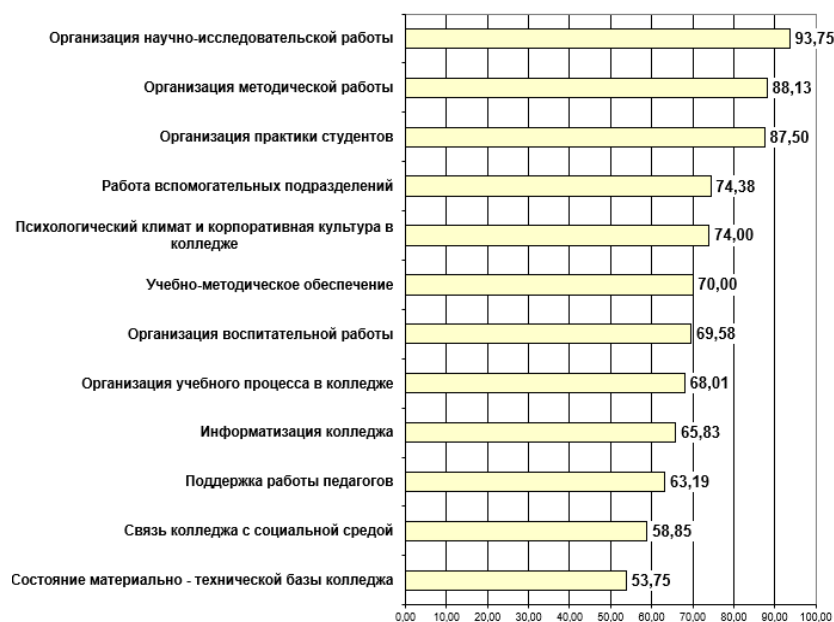 Организация научно-исследовательской работы 93,75
Организация методической работы 88,13
Организация практики студентов 87,50
Работа вспомогательных подразделений 74,38
Психологический климат и корпоративная культура в
колледже 74,00
Учебно-методическое обеспечение 70,00
Организация воспитательной работы 69,58
Организация учебного процесса в колледже 68,01
Информатизация колледжа 65,83
Поддержка работы педагогов 63,19
Связь колледжа с социальной средой 58,85
Состояние материально - технической базы колледжа 53,75
0,00 10,00 20,00 30,00 40,00 50,00 60,00 70,00 80,00 90,00 100,00